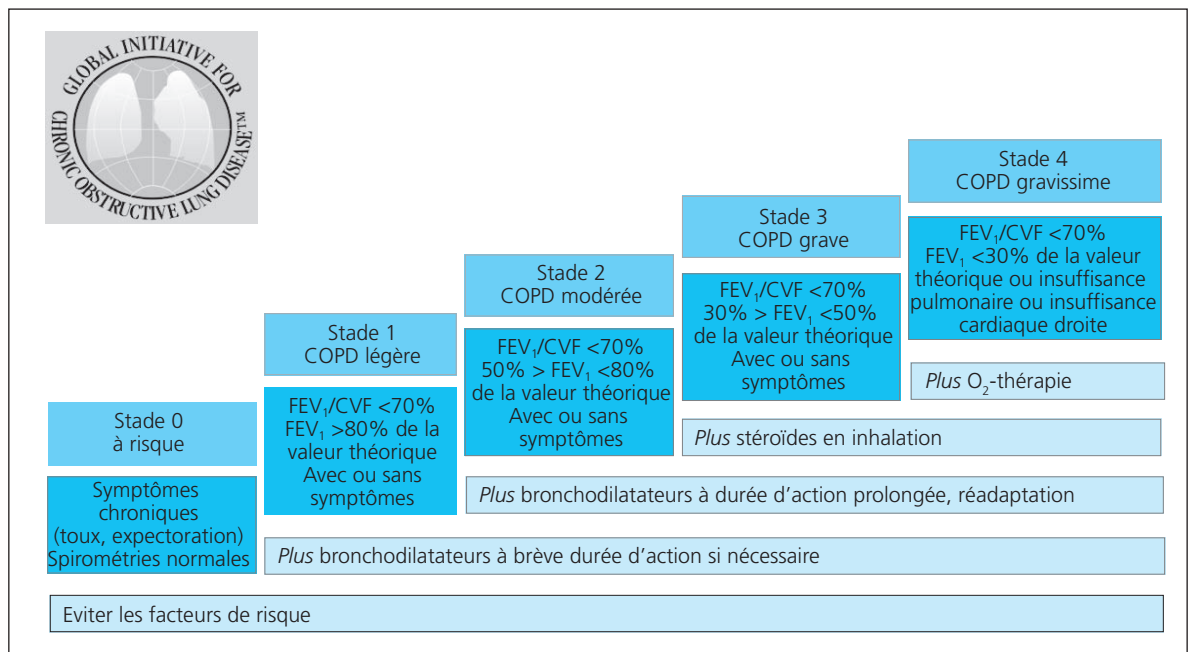 GLOBAL INITIATIVE FOR
CHRONIC OBSTRUCTIVE LUNG DISEASE™
Stade 0
à risque
Symptômes
chroniques
(toux, expectoration)
Spirométries normales
Stade 1
COPD légère
FEV₁/CVF <70%
FEV₁ >80% de la
valeur théorique
Avec ou sans
symptômes
Stade 2
COPD modérée
FEV₁/CVF <70%
50% > FEV₁ <80%
de la valeur théorique
Avec ou sans
symptômes
Stade 3
COPD grave
FEV₁/CVF <70%
30% > FEV₁ <50%
de la valeur théorique
Avec ou sans
symptômes
Stade 4
COPD gravissime
FEV₁/CVF <70%
FEV₁ <30% de la valeur
théorique ou insuffisance
pulmonaire ou insuffisance
cardiaque droite
Plus O₂-thérapie
Plus stéroïdes en inhalation
Plus bronchodilatateurs à durée d’action prolongée, réadaptation
Plus bronchodilatateurs à brève durée d’action si nécessaire
Eviter les facteurs de risque